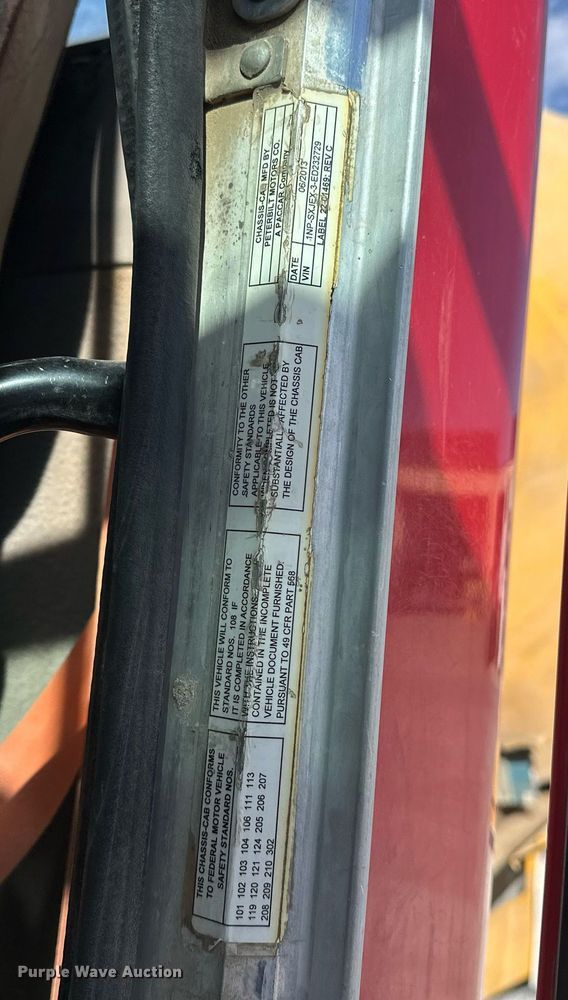 THIS CHASSIS-CAB CONFORMS
TO FEDERAL MOTOR VEHICLE
SAFETY STANDARD NOS.
101 102 103 104 106 111 113
119 120 121 124 205 206 207
208 209 210 302
THIS VEHICLE WILL CONFORM TO
STANDARD NOS. 108 IF
IT IS COMPLETED IN ACCORDANCE
WITH THE INSTRUCTIONS
CONTAINED IN THE INCOMPLETE
VEHICLE DOCUMENT FURNISHED
PURSUANT TO 49 CFR PART 568
CONFORMITY TO THE OTHER
SAFETY STANDARDS
APPLICABLE TO THIS VEHICLE
IS NOT
SUBSTANTIALLY AFFECTED BY
THE DESIGN OF THE CHASSIS CAB
CHASSIS-CAB MFD BY
PETERBILT MOTORS CO.
A PACCAR Company
DATE 06/2013
VIN 1NP-SXJEX-3-ED232729
LABEL 22-01469: REV C
Purple Wave Auction